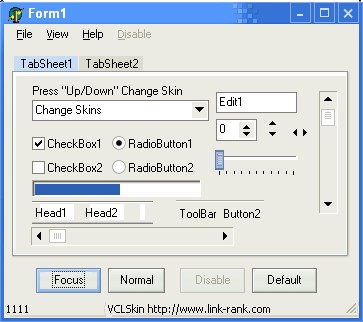 Form1
File View Help Disable
TabSheet1 TabSheet2
Press "Up/Down" Change Skin
Change Skins
Edit1
0
CheckBox1 RadioButton1
CheckBox2 RadioButton2
Head1 Head2 ToolBar Button2
Focus Normal Disable Default
1111 VCLSkin http://www.link-rank.com